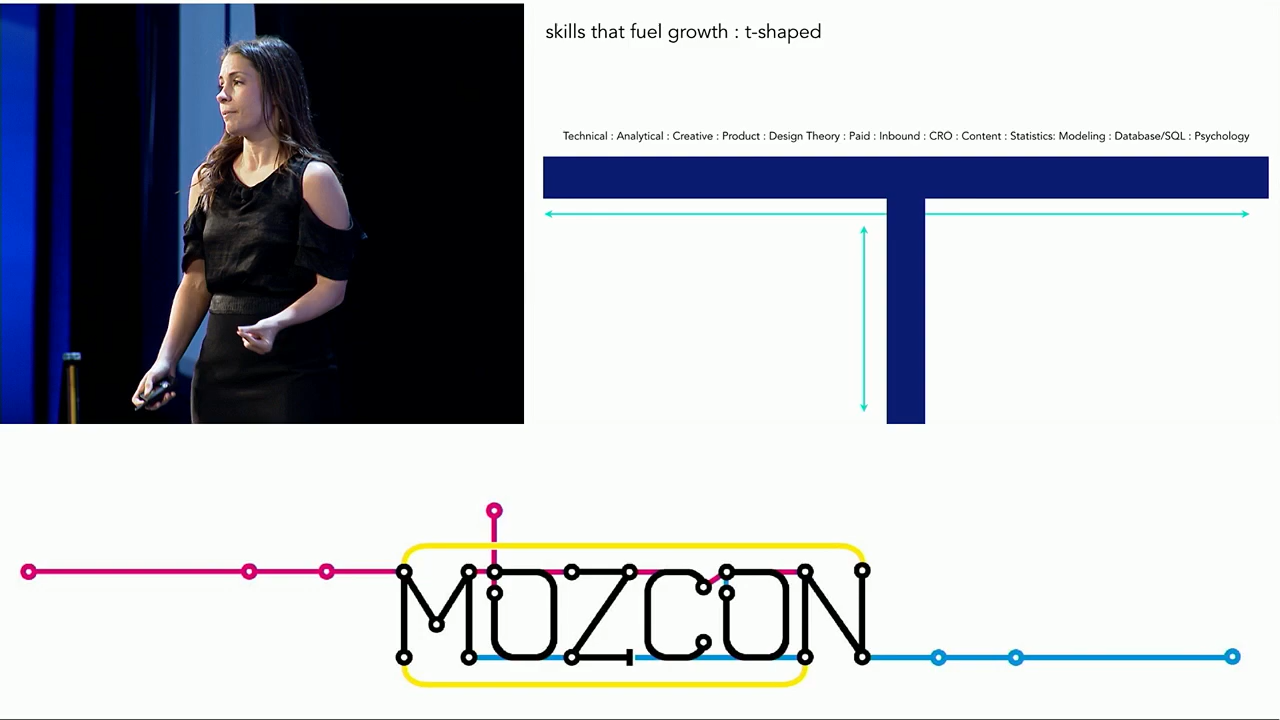 skills that fuel growth : t-shaped
Technical : Analytical : Creative : Product : Design Theory : Paid : Inbound : CRO : Content : Statistics: Modeling : Database/SQL : Psychology
MOZCON